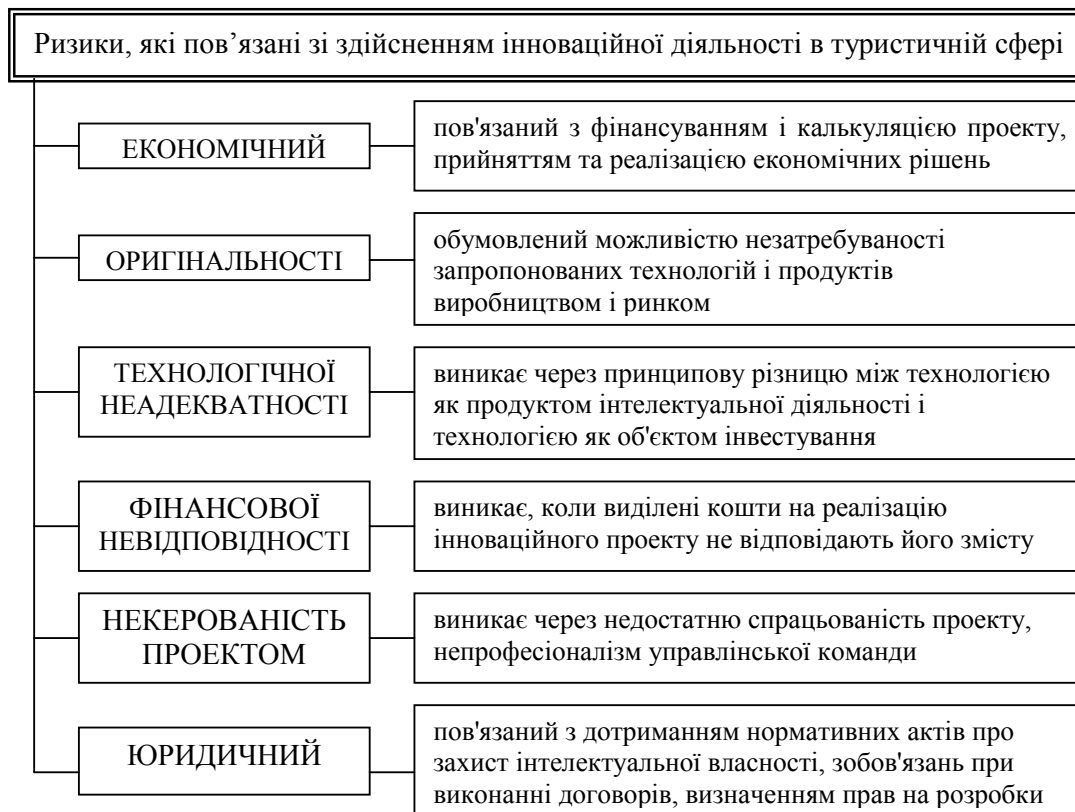 Ризики, які пов’язані зі здійсненням інноваційної діяльності в туристичній сфері
ЕКОНОМІЧНИЙ
пов'язаний з фінансуванням і калькуляцією проекту,
прийняттям та реалізацією економічних рішень
ОРИГІНАЛЬНОСТІ
обумовлений можливістю незатребуваності
запропонованих технологій і продуктів
виробництвом і ринком
ТЕХНОЛОГІЧНОЇ
НЕАДЕКВАТНОСТІ
виникає через принципову різницю між технологією
як продуктом інтелектуальної діяльності і
технологією як об'єктом інвестування
ФІНАНСОВОЇ
НЕВІДПОВІДНОСТІ
виникає, коли виділені кошти на реалізацію
інноваційного проекту не відповідають його змісту
НЕКЕРОВАНІСТЬ
ПРОЕКТОМ
виникає через недостатню спрацьованість проекту,
непрофесіоналізм управлінської команди
ЮРИДИЧНИЙ
пов'язаний з дотриманням нормативних актів про
захист інтелектуальної власності, зобов'язань при
виконанні договорів, визначенням прав на розробки